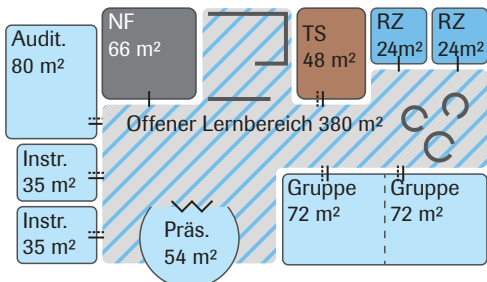 Audit.
80 m²
NF
66 m²
TS
48 m²
RZ
24m²
RZ
24m²
Offener Lernbereich 380 m²
Instr.
35 m²
Instr.
35 m²
Präs.
54 m²
Gruppe
72 m²
Gruppe
72 m²